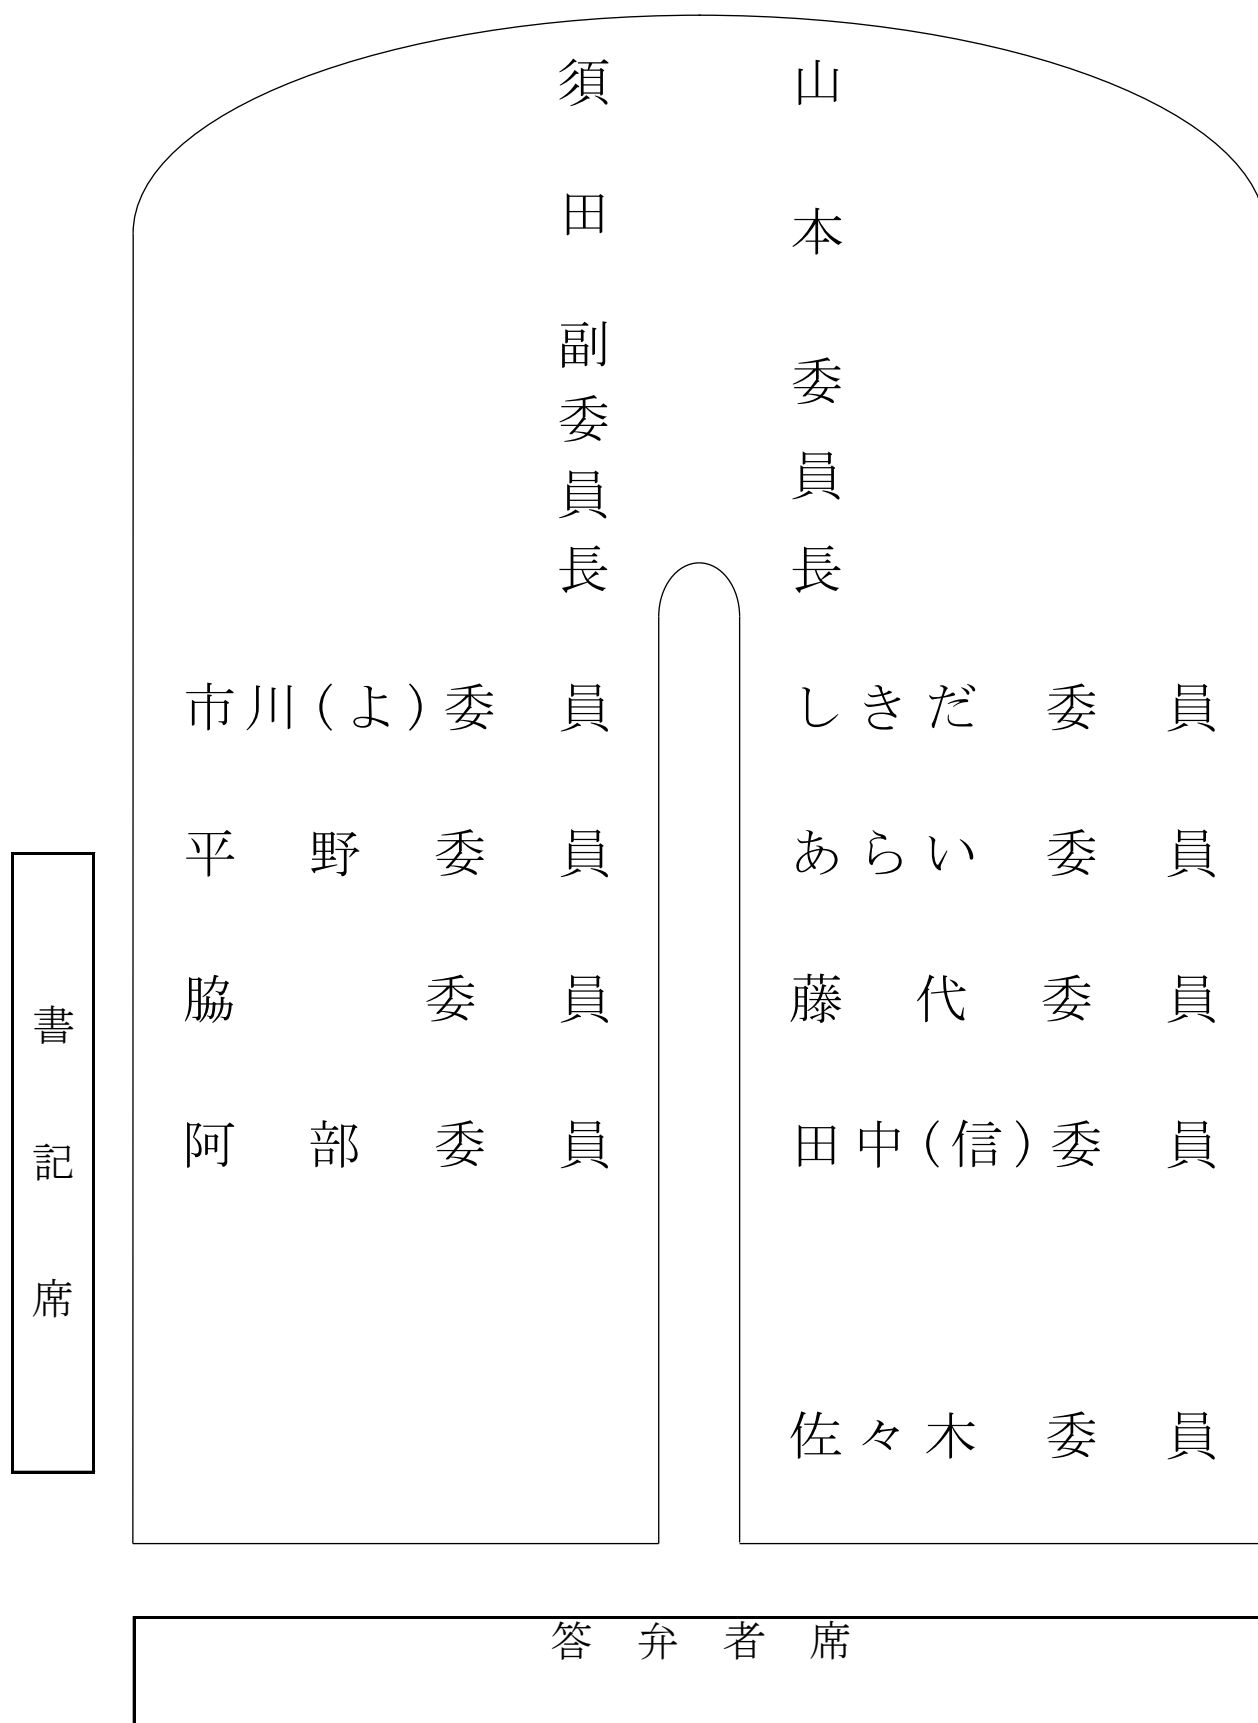 山本委員長
須田副委員長
市川(よ)委員
しきだ委員
平野委員
あらい委員
脇委員
藤代委員
阿部委員
田中(信)委員
佐々木委員
書記席
答弁者席